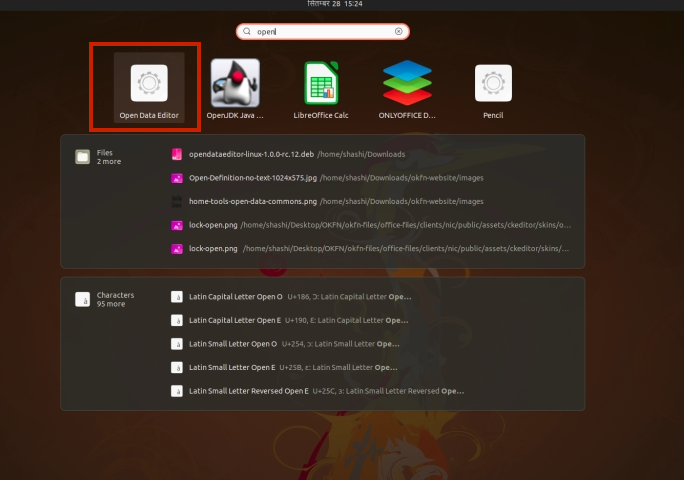 सितम्बर 28 15:24
open
Open Data Editor
OpenJDK Java ...
LibreOffice Calc
ONLYOFFICE D...
Pencil
Files
2 more
opendataeditor-linux-1.0.0-rc.12.deb /home/shashi/Downloads
Open-Definition-no-text-1024x575.jpg /home/shashi/Downloads/okfn-website/images
home-tools-open-data-commons.png /home/shashi/Downloads/okfn-website/images
lock-open.png /home/shashi/Desktop/OKFN/okfn-files/office-files/clients/nic/public/assets/ckeditor/skins/o...
lock-open.png /home/shashi/Desktop/OKFN/okfn-files/office-files/clients/nic/public/assets/ckeditor/skins/...
Characters
95 more
Latin Capital Letter Open O U+186, Ɔ: Latin Capital Letter Ope...
Latin Capital Letter Open E U+190, Ɛ: Latin Capital Letter Ope...
Latin Small Letter Open O U+254, ɔ: Latin Small Letter Ope...
Latin Small Letter Open E U+25B, ɛ: Latin Small Letter Ope...
Latin Small Letter Reversed Open E U+25C, ɜ: Latin Small Letter Reversed Ope...